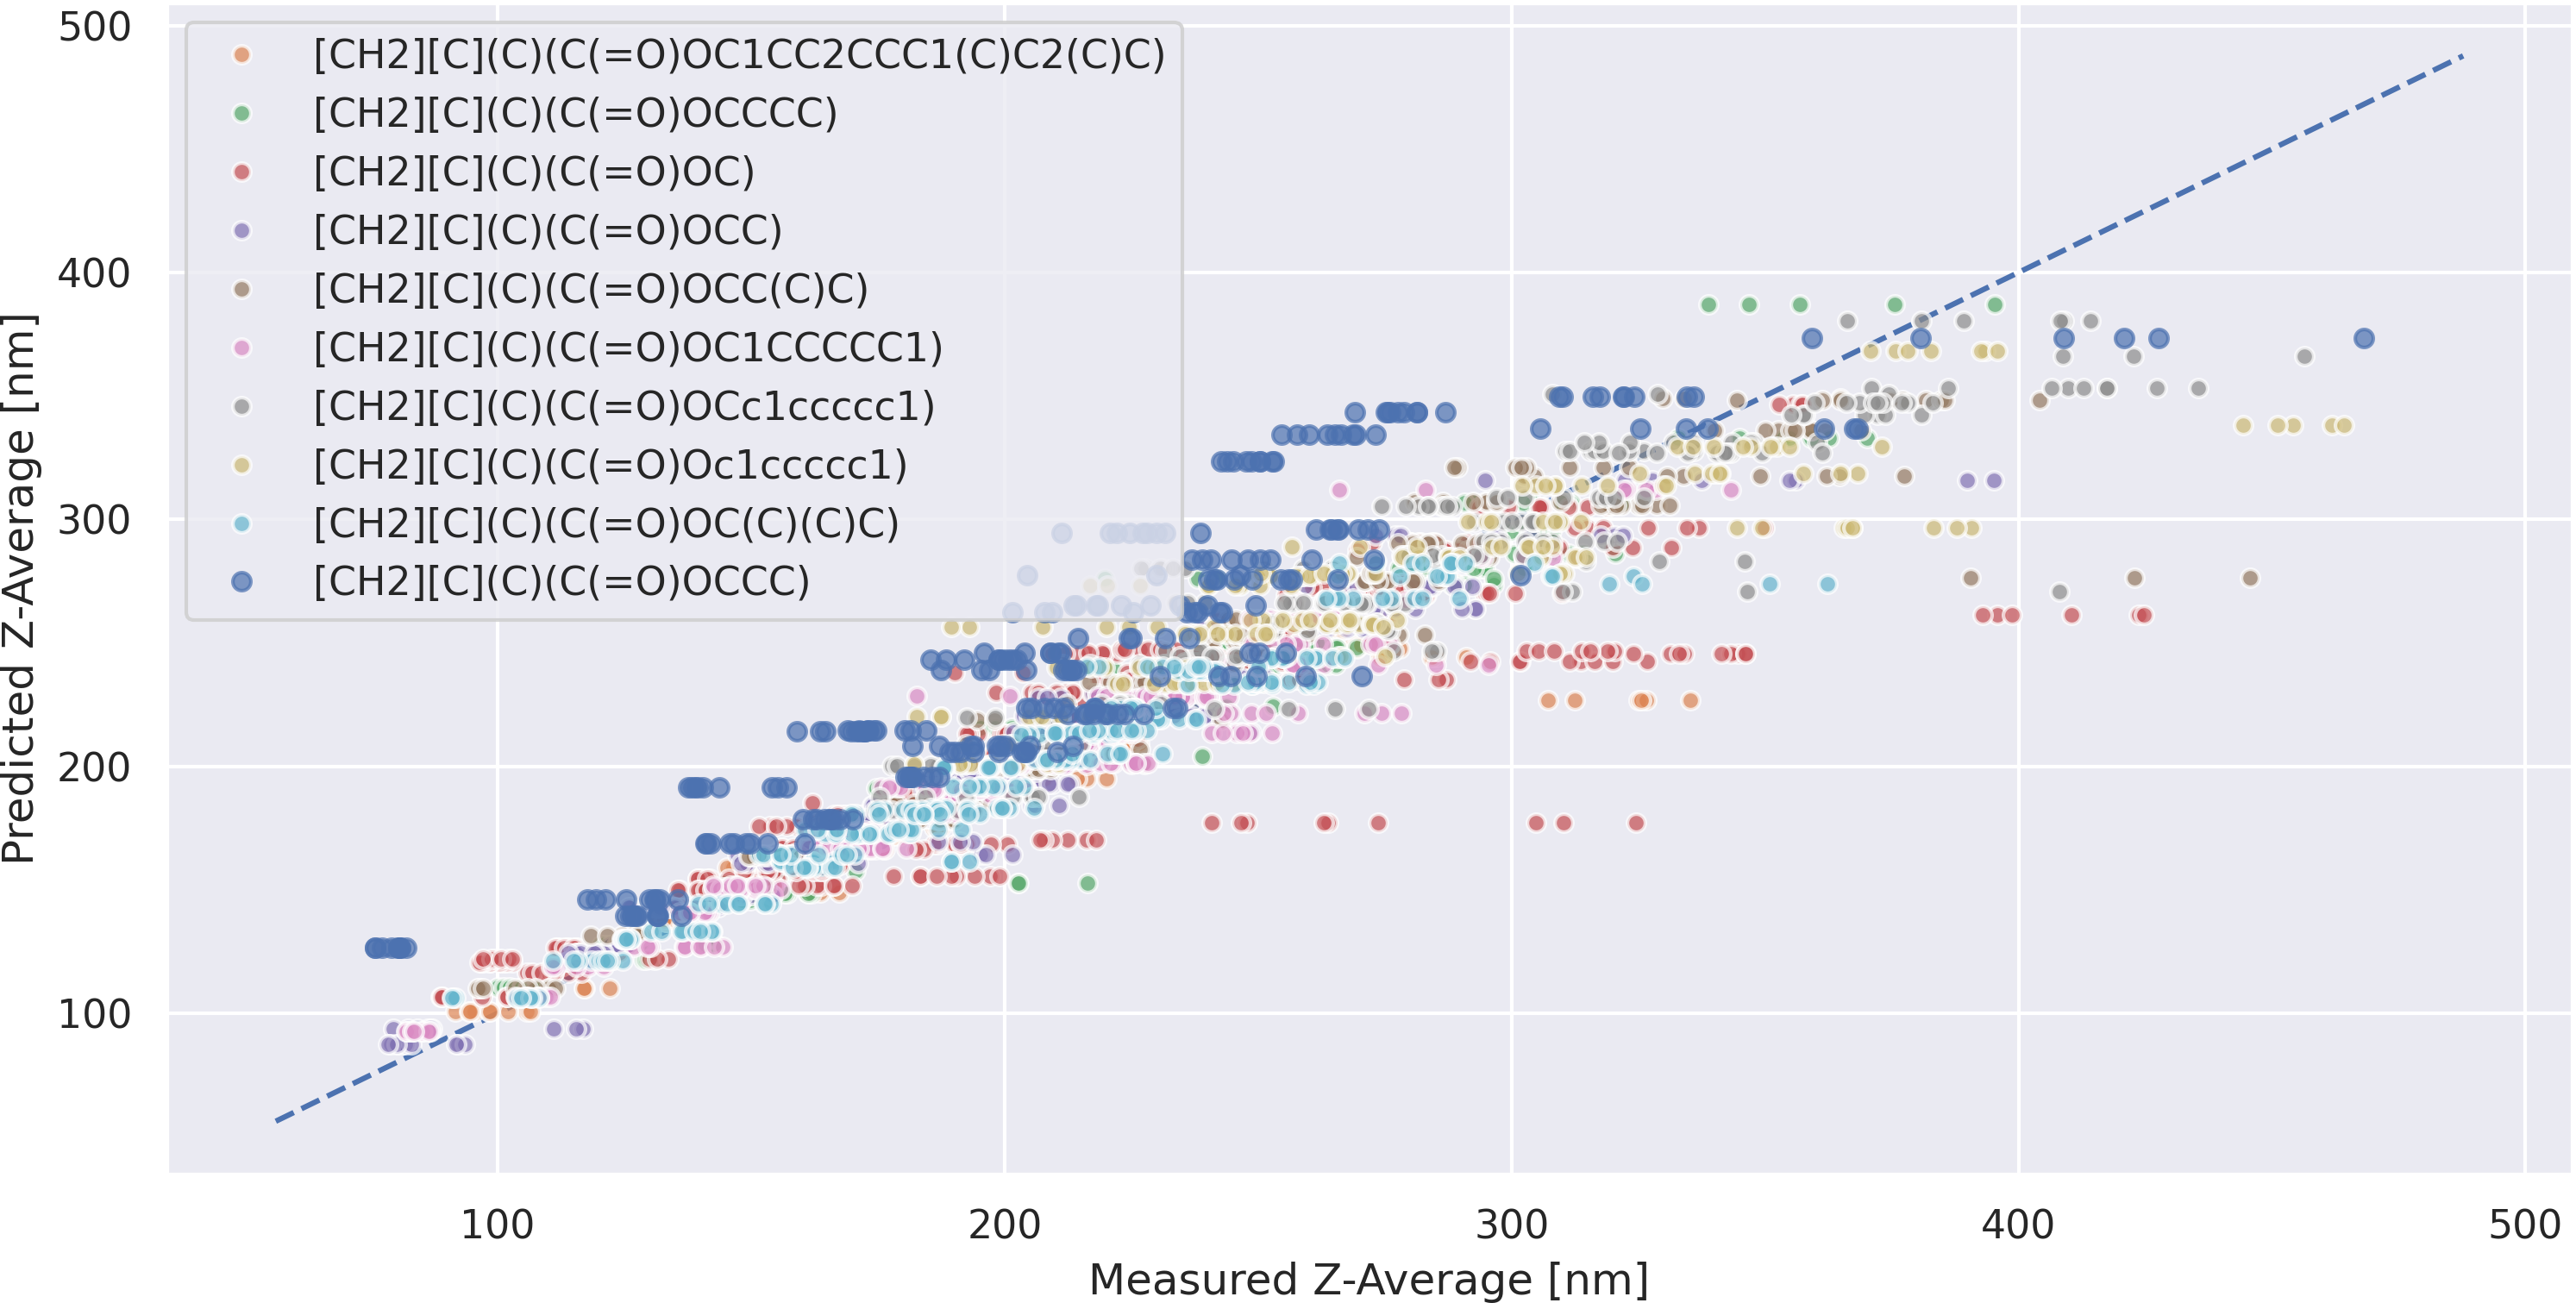 500
400
300
200
100
Predicted Z-Average [nm]
[CH2][C](C)(C(=O)OC1CC2CCC1(C)C2(C)C)
[CH2][C](C)(C(=O)OCCCC)
[CH2][C](C)(C(=O)OC)
[CH2][C](C)(C(=O)OCC)
[CH2][C](C)(C(=O)OCC(C)C)
[CH2][C](C)(C(=O)OC1CCCCC1)
[CH2][C](C)(C(=O)OCc1ccccc1)
[CH2][C](C)(C(=O)Oc1ccccc1)
[CH2][C](C)(C(=O)OC(C)(C)C)
[CH2][C](C)(C(=O)OCCC)
100 200 300 400 500
Measured Z-Average [nm]